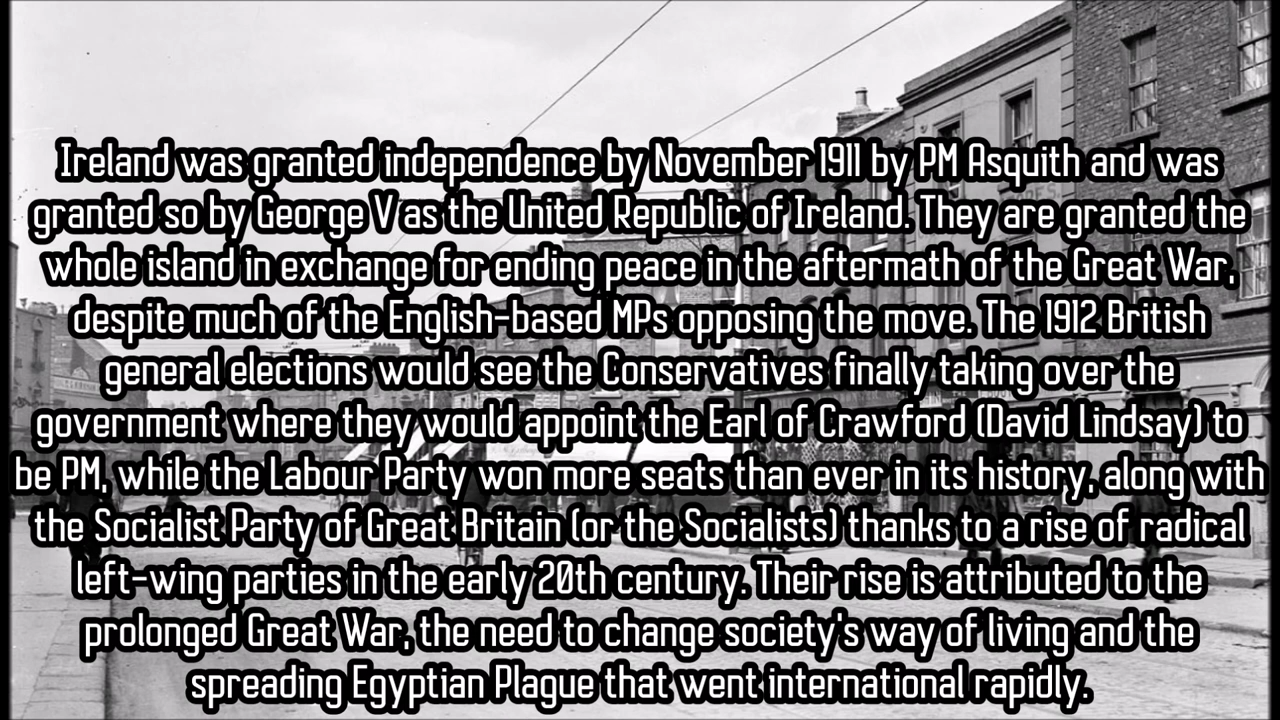 Ireland was granted independence by November 1911 by PM Asquith and was
granted so by George V as the United Republic of Ireland. They are granted the
whole island in exchange for ending peace in the aftermath of the Great War,
despite much of the English-based MPs opposing the move. The 1912 British
general elections would see the Conservatives finally taking over the
government where they would appoint the Earl of Crawford (David Lindsay) to
be PM, while the Labour Party won more seats than ever in its history, along with
the Socialist Party of Great Britain (or the Socialists) thanks to a rise of radical
left-wing parties in the early 20th century. Their rise is attributed to the
prolonged Great War, the need to change society's way of living and the
spreading Egyptian Plague that went international rapidly.